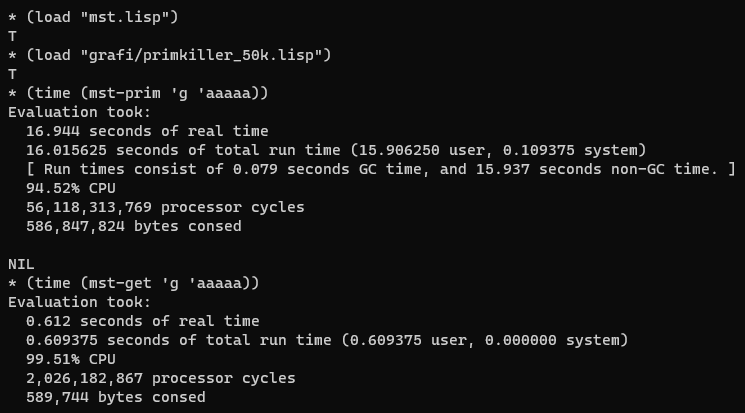 * (load "mst.lisp")
T
* (load "grafi/primkiller_50k.lisp")
T
* (time (mst-prim 'g 'aaaaa))
Evaluation took:
  16.944 seconds of real time
  16.015625 seconds of total run time (15.906250 user, 0.109375 system)
  [ Run times consist of 0.079 seconds GC time, and 15.937 seconds non-GC time. ]
  94.52% CPU
  56,118,313,769 processor cycles
  586,847,824 bytes consed

NIL
* (time (mst-get 'g 'aaaaa))
Evaluation took:
  0.612 seconds of real time
  0.609375 seconds of total run time (0.609375 user, 0.000000 system)
  99.51% CPU
  2,026,182,867 processor cycles
  589,744 bytes consed